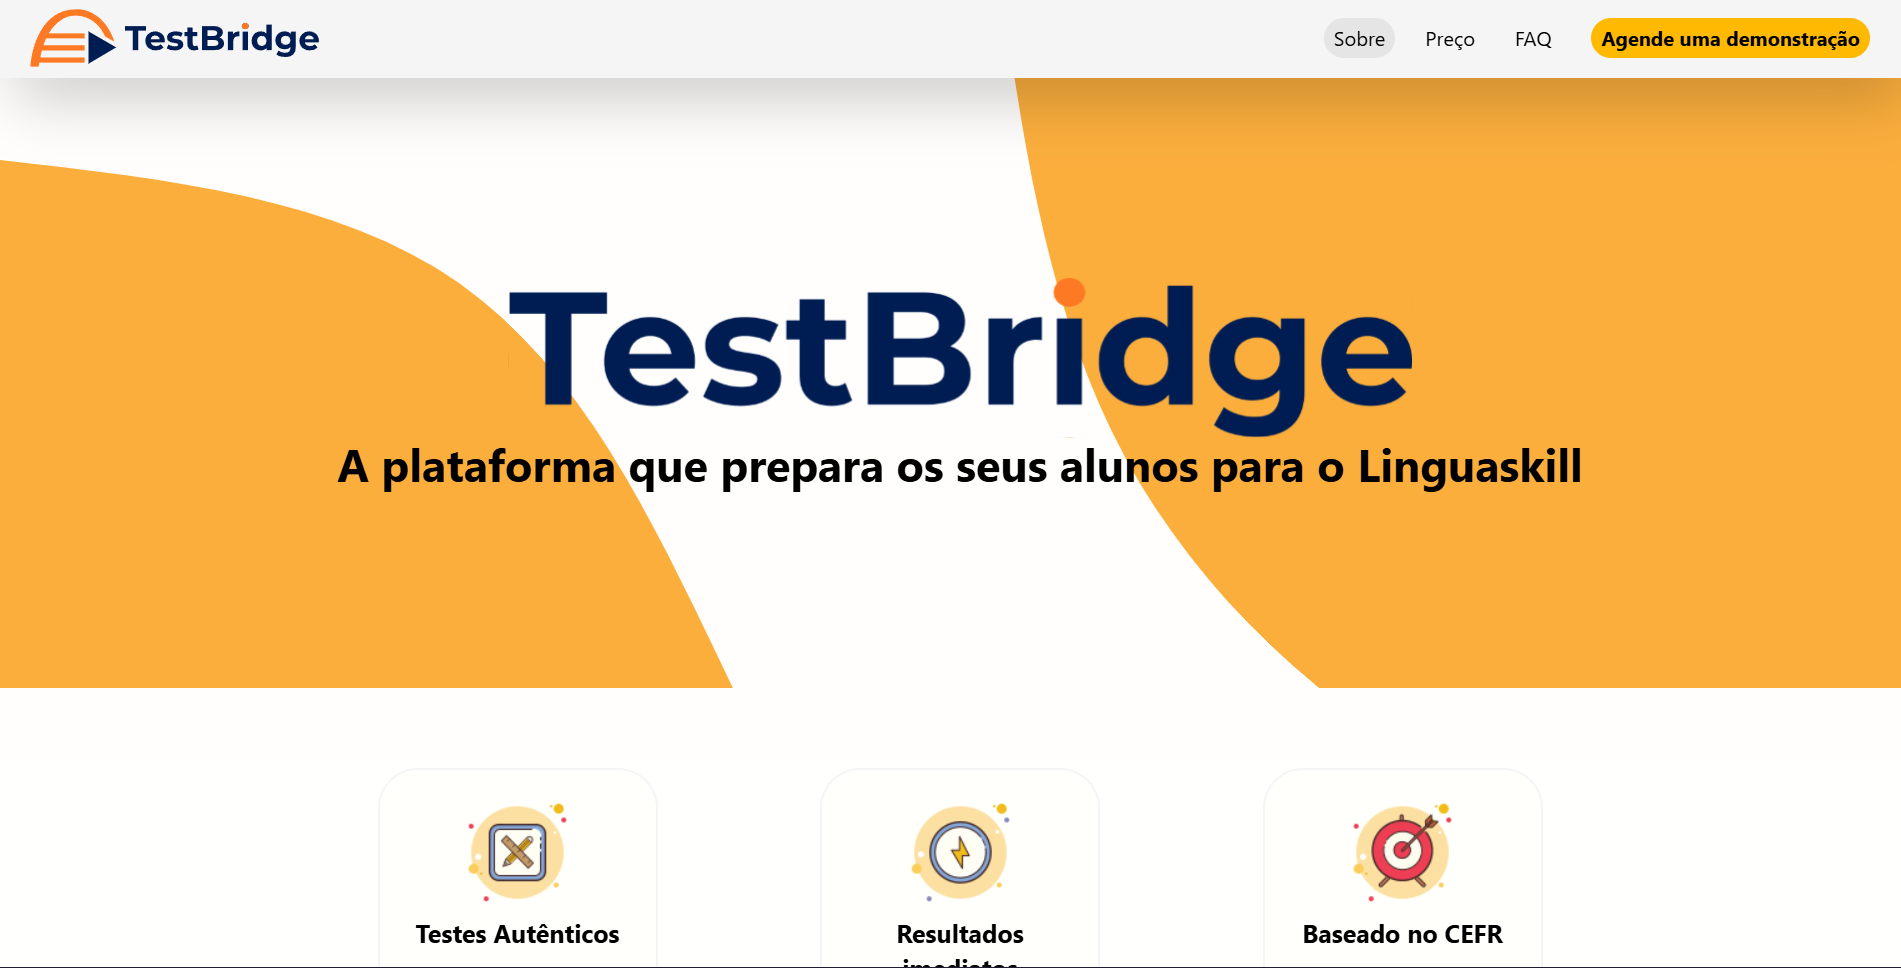 TestBridge
Sobre
Preço
FAQ
Agende uma demonstração
TestBridge
A plataforma que prepara os seus alunos para o Linguaskill
Testes Autênticos
Resultados
imediatos
Baseado no CEFR